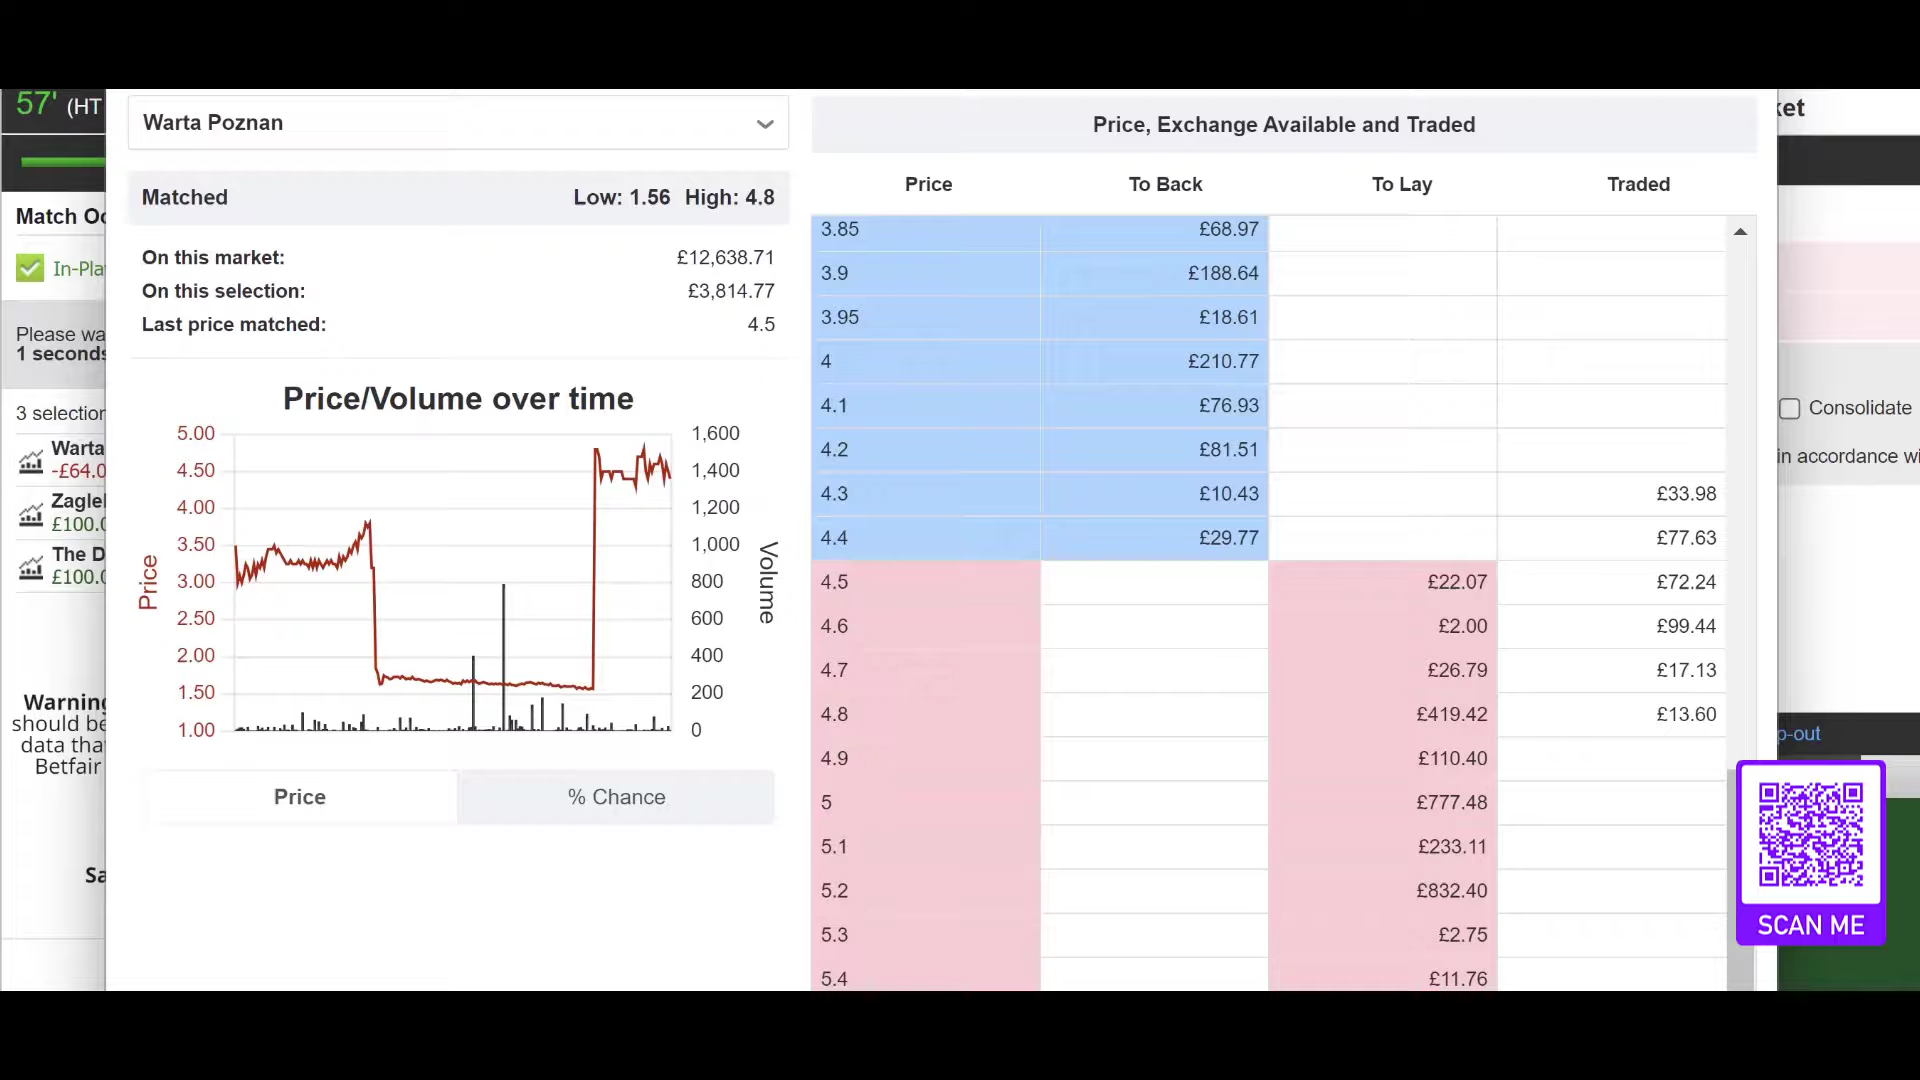 57' (HT
ket
Warta Poznan
Price, Exchange Available and Traded
Matched Low: 1.56 High: 4.8
Price To Back To Lay Traded
Match Oc
On this market: £12,638.71
On this selection: £3,814.77
Last price matched: 4.5
In-Pla
Please wa
1 seconds
3 selection
Warta
-£64.0
Zaglel
£100.0
The D
£100.0
Warning
should be
data tha
Betfair
Sa
Price/Volume over time
5.00 1,600
4.50 1,400
4.00 1,200
3.50 1,000
3.00 800
2.50 600
2.00 400
1.50 200
1.00 0
Price
Volume
Price % Chance
3.85 £68.97
3.9 £188.64
3.95 £18.61
4 £210.77
4.1 £76.93
4.2 £81.51
4.3 £10.43 £33.98
4.4 £29.77 £77.63
4.5 £22.07 £72.24
4.6 £2.00 £99.44
4.7 £26.79 £17.13
4.8 £419.42 £13.60
4.9 £110.40
5 £777.48
5.1 £233.11
5.2 £832.40
5.3 £2.75
5.4 £11.76
Consolidate
in accordance wi
p-out
SCAN ME